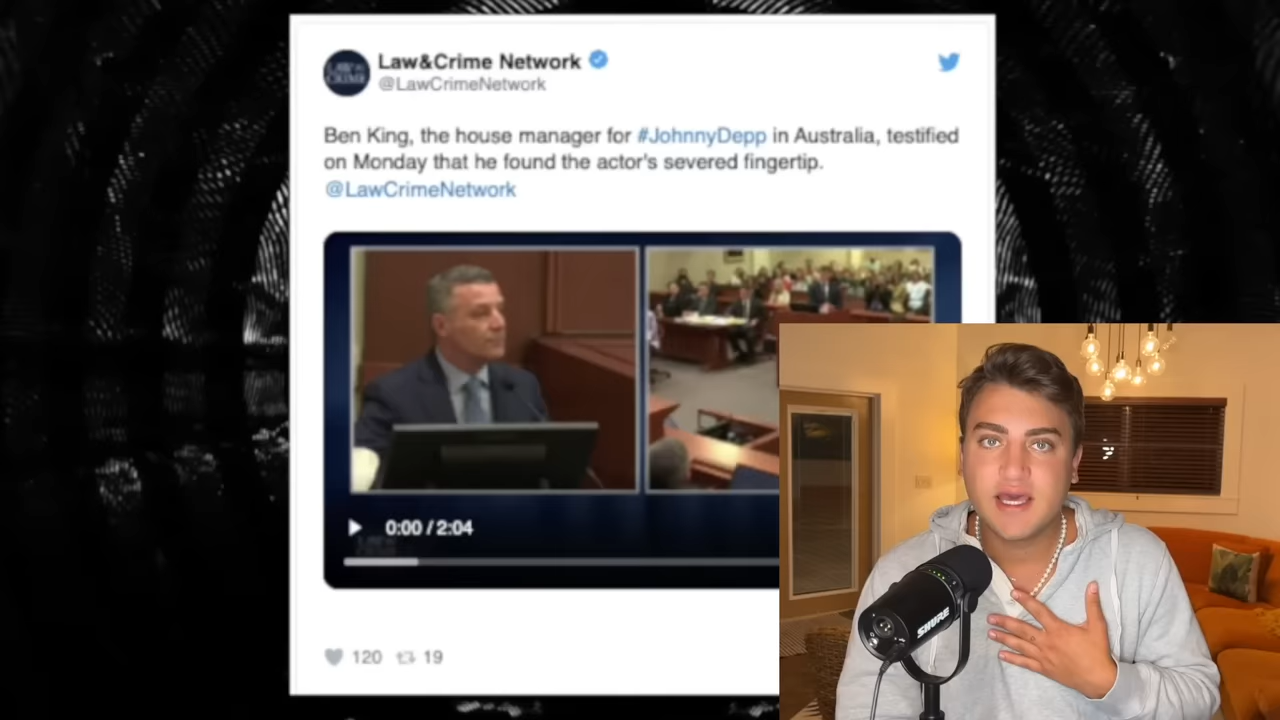 Law&Crime Network
@LawCrimeNetwork
Ben King, the house manager for #JohnnyDepp in Australia, testified
on Monday that he found the actor's severed fingertip.
@LawCrimeNetwork
0:00 / 2:04
120 19
SHURE